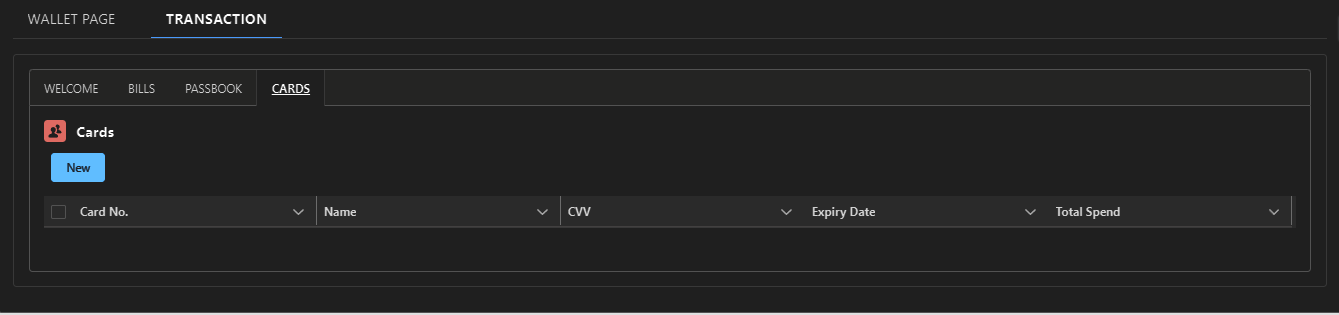 WALLET PAGE TRANSACTION
WELCOME BILLS PASSBOOK CARDS
Cards
New
Card No. Name CVV Expiry Date Total Spend